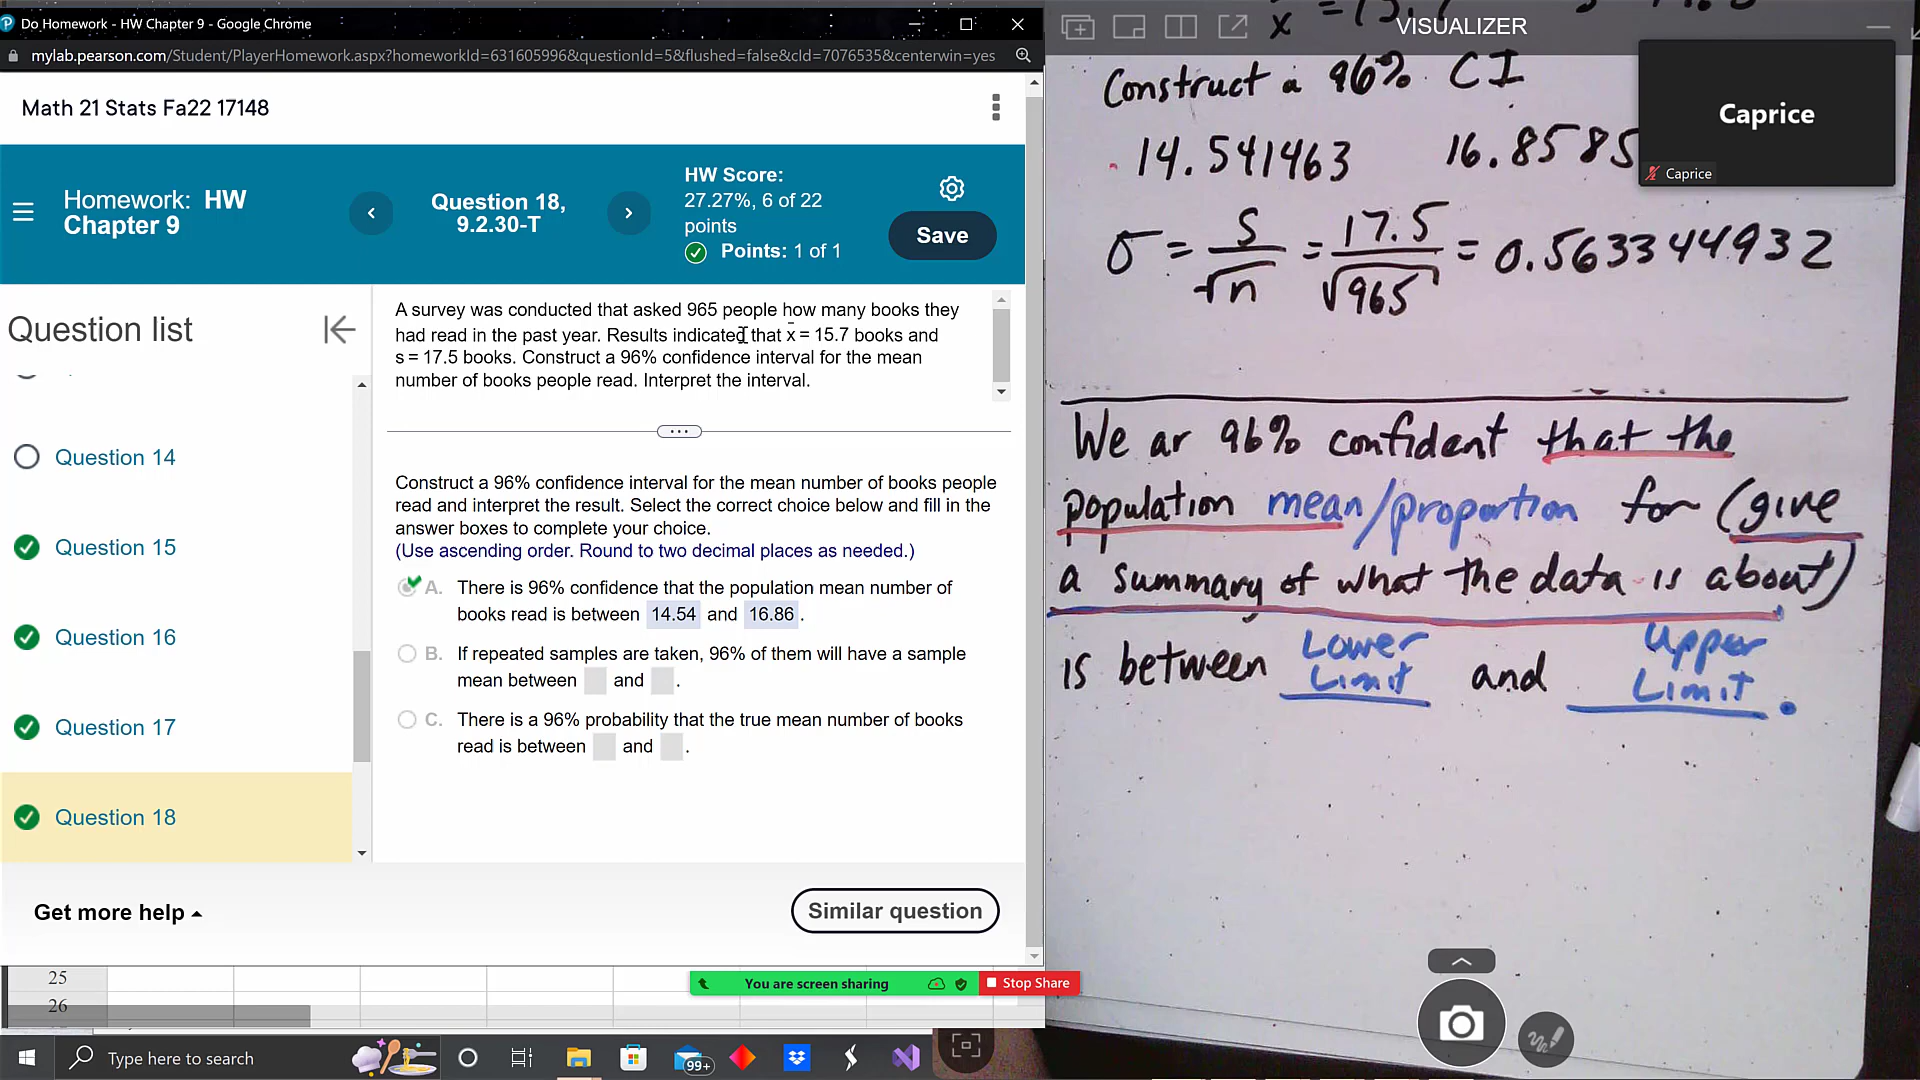 Do Homework - HW Chapter 9 - Google Chrome
mylab.pearson.com/Student/PlayerHomework.aspx?homeworkId=631605996&questionId=5&flushed=false&cId=7076535&centerwin=yes
Math 21 Stats Fa22 17148
Homework: HW
Chapter 9
Question 18,
9.2.30-T
HW Score:
27.27%, 6 of 22
points
Points: 1 of 1
Save
Question list
Question 14
Question 15
Question 16
Question 17
Question 18
A survey was conducted that asked 965 people how many books they
had read in the past year. Results indicated that x̄ = 15.7 books and
s = 17.5 books. Construct a 96% confidence interval for the mean
number of books people read. Interpret the interval.
Construct a 96% confidence interval for the mean number of books people
read and interpret the result. Select the correct choice below and fill in the
answer boxes to complete your choice.
(Use ascending order. Round to two decimal places as needed.)
A. There is 96% confidence that the population mean number of
books read is between 14.54 and 16.86.
B. If repeated samples are taken, 96% of them will have a sample
mean between and .
C. There is a 96% probability that the true mean number of books
read is between and .
Get more help
Similar question
25
26
You are screen sharing
Stop Share
Type here to search
99+
VISUALIZER
Caprice
Caprice
Construct a 96% CI
14.541463 16.8585
σ = s/√n = 17.5/√965 = 0.563344932
We ar 96% confident that the
population mean/proportion for (give
a summary of what the data is about)
is between Lower Limit and Upper Limit.